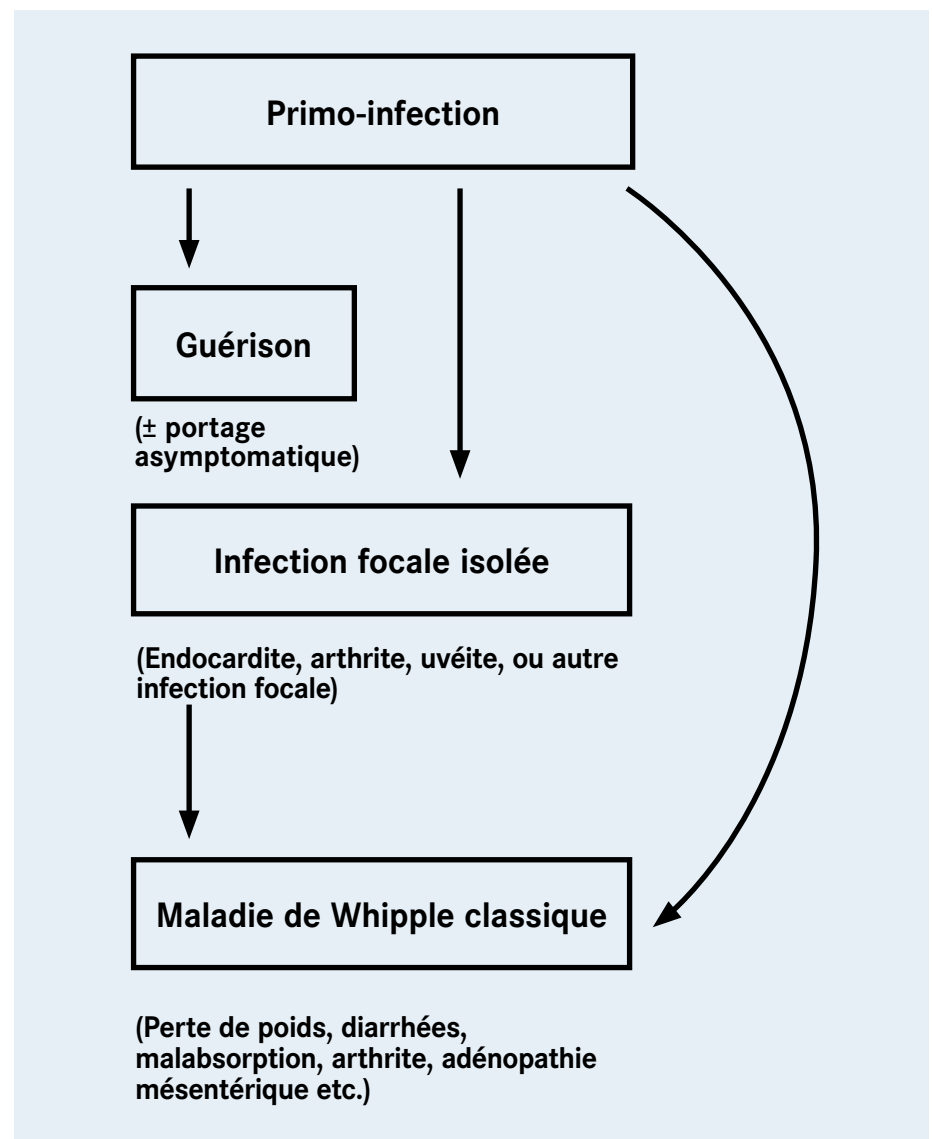 Primo-infection
Guérison
(± portage
asymptomatique)
Infection focale isolée
(Endocardite, arthrite, uvéite, ou autre
infection focale)
Maladie de Whipple classique
(Perte de poids, diarrhées,
malabsorption, arthrite, adénopathie
mésentérique etc.)